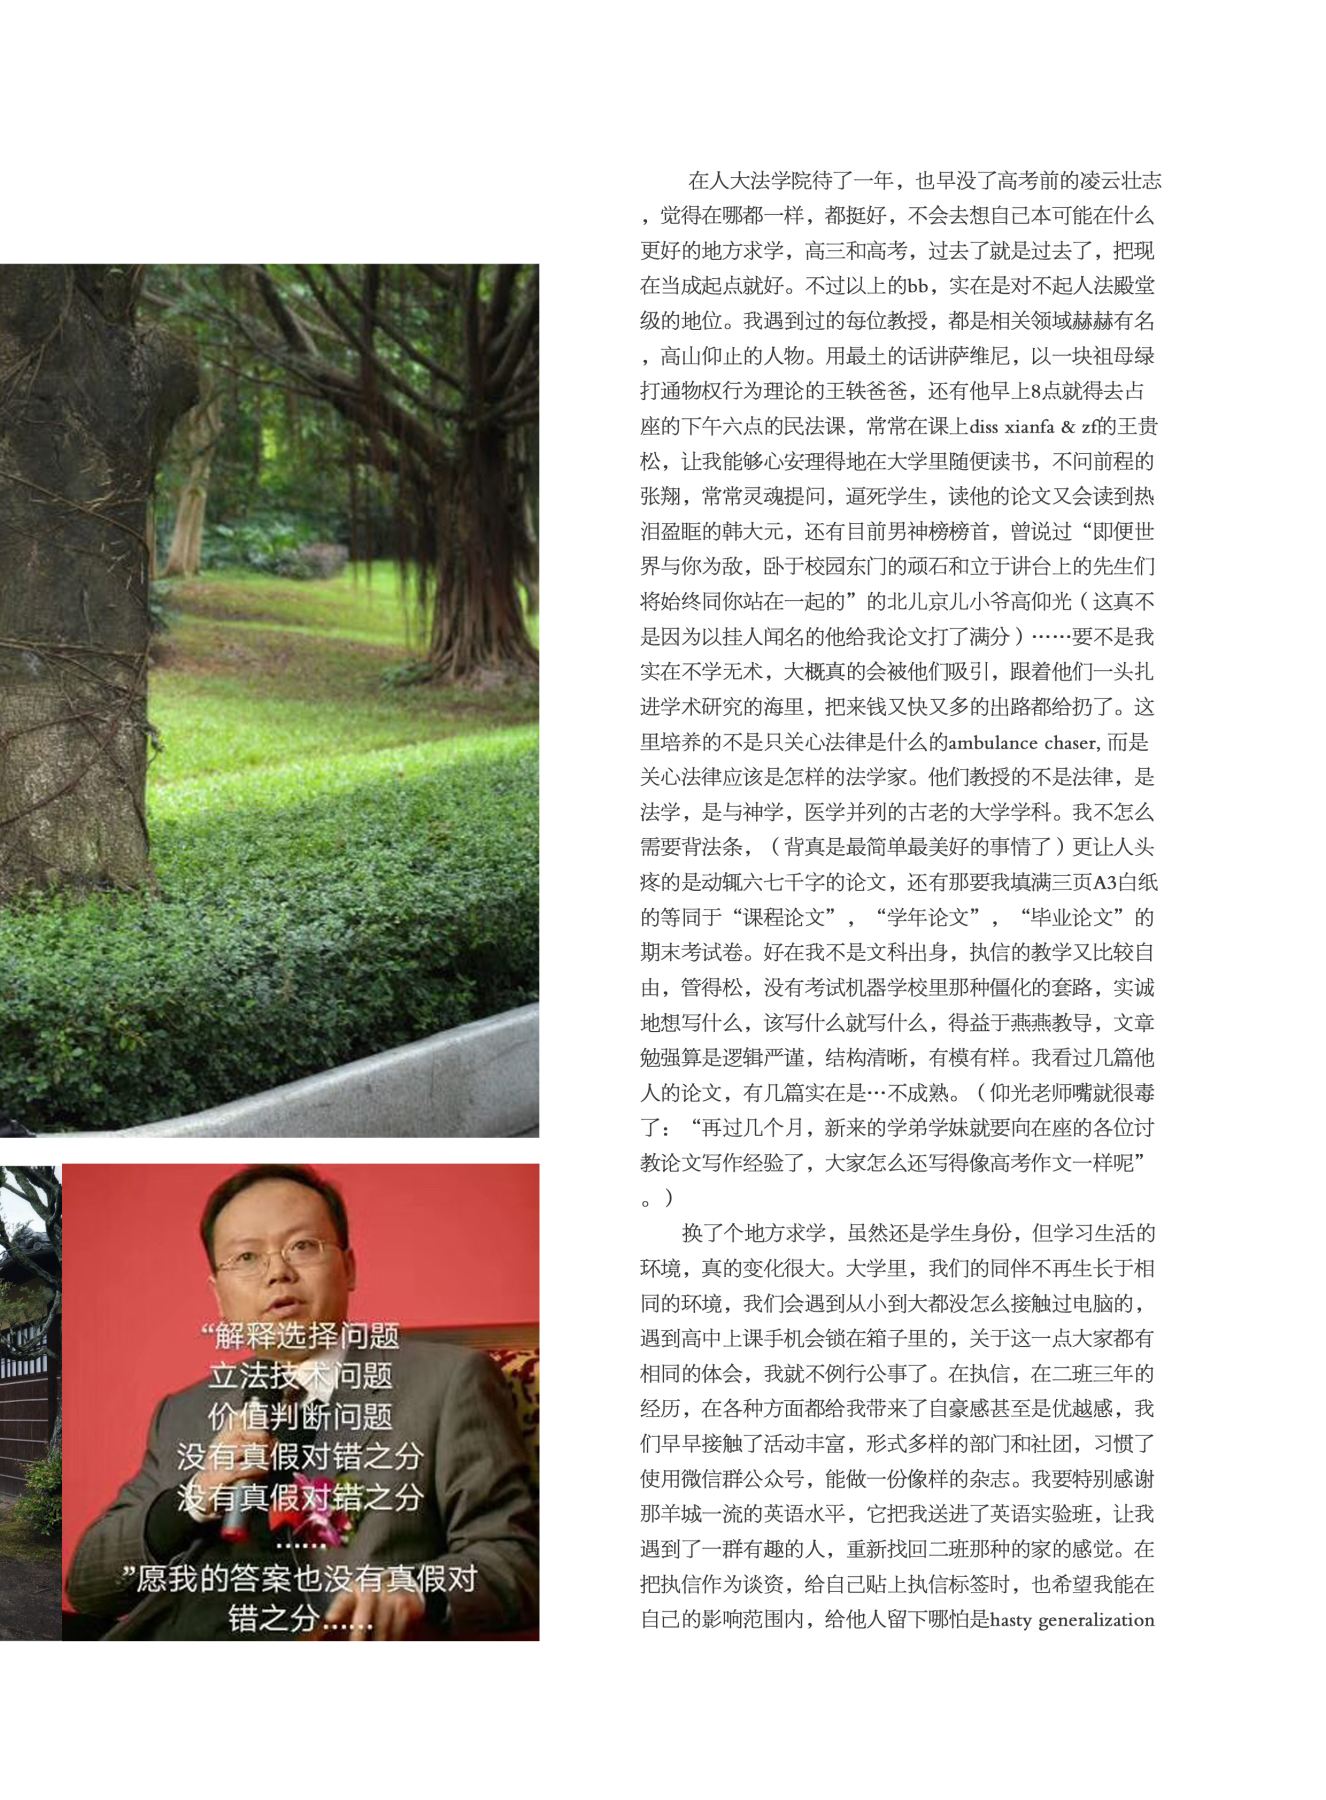 在人大法学院待了一年，也早没了高考前的凌云壮志
，觉得在哪都一样，都挺好，不会去想自己本可能在什么
更好的地方求学，高三和高考，过去了就是过去了，把现
在当成起点就好。不过以上的bb，实在是对不起人法殿堂
级的地位。我遇到过的每位教授，都是相关领域赫赫有名
，高山仰止的人物。用最土的话讲萨维尼，以一块祖母绿
打通物权行为理论的王轶爸爸，还有他早上8点就得去占
座的下午六点的民法课，常常在课上diss xianfa & zf的王贵
松，让我能够心安理得地在大学里随便读书，不问前程的
张翔，常常灵魂提问，逼死学生，读他的论文又会读到热
泪盈眶的韩大元，还有目前男神榜榜首，曾说过“即便世
界与你为敌，卧于校园东门的顽石和立于讲台上的先生们
将始终同你站在一起的”的北儿京儿小爷高仰光（这真不
是因为以挂人闻名的他给我论文打了满分）……要不是我
实在不学无术，大概真的会被他们吸引，跟着他们一头扎
进学术研究的海里，把来钱又快又多的出路都给扔了。这
里培养的不是只关心法律是什么的ambulance chaser, 而是
关心法律应该是怎样的法学家。他们教授的不是法律，是
法学，是与神学，医学并列的古老的大学学科。我不怎么
需要背法条，（背真是最简单最美好的事情了）更让人头
疼的是动辄六七千字的论文，还有那要我填满三页A3白纸
的等同于“课程论文”，“学年论文”，“毕业论文”的
期末考试卷。好在我不是文科出身，执信的教学又比较自
由，管得松，没有考试机器学校里那种僵化的套路，实诚
地想写什么，该写什么就写什么，得益于燕燕教导，文章
勉强算是逻辑严谨，结构清晰，有模有样。我看过几篇他
人的论文，有几篇实在是…不成熟。（仰光老师嘴就很毒
了：“再过几个月，新来的学弟学妹就要向在座的各位讨
教论文写作经验了，大家怎么还写得像高考作文一样呢”
。）
换了个地方求学，虽然还是学生身份，但学习生活的
环境，真的变化很大。大学里，我们的同伴不再生长于相
同的环境，我们会遇到从小到大都没怎么接触过电脑的，
遇到高中上课手机会锁在箱子里的，关于这一点大家都有
相同的体会，我就不例行公事了。在执信，在二班三年的
经历，在各种方面都给我带来了自豪感甚至是优越感，我
们早早接触了活动丰富，形式多样的部门和社团，习惯了
使用微信群公众号，能做一份像样的杂志。我要特别感谢
那羊城一流的英语水平，它把我送进了英语实验班，让我
遇到了一群有趣的人，重新找回二班那种的家的感觉。在
把执信作为谈资，给自己贴上执信标签时，也希望我能在
自己的影响范围内，给他人留下哪怕是hasty generalization
“解释选择问题
立法技术问题
价值判断问题
没有真假对错之分
没有真假对错之分
……
”愿我的答案也没有真假对
错之分……